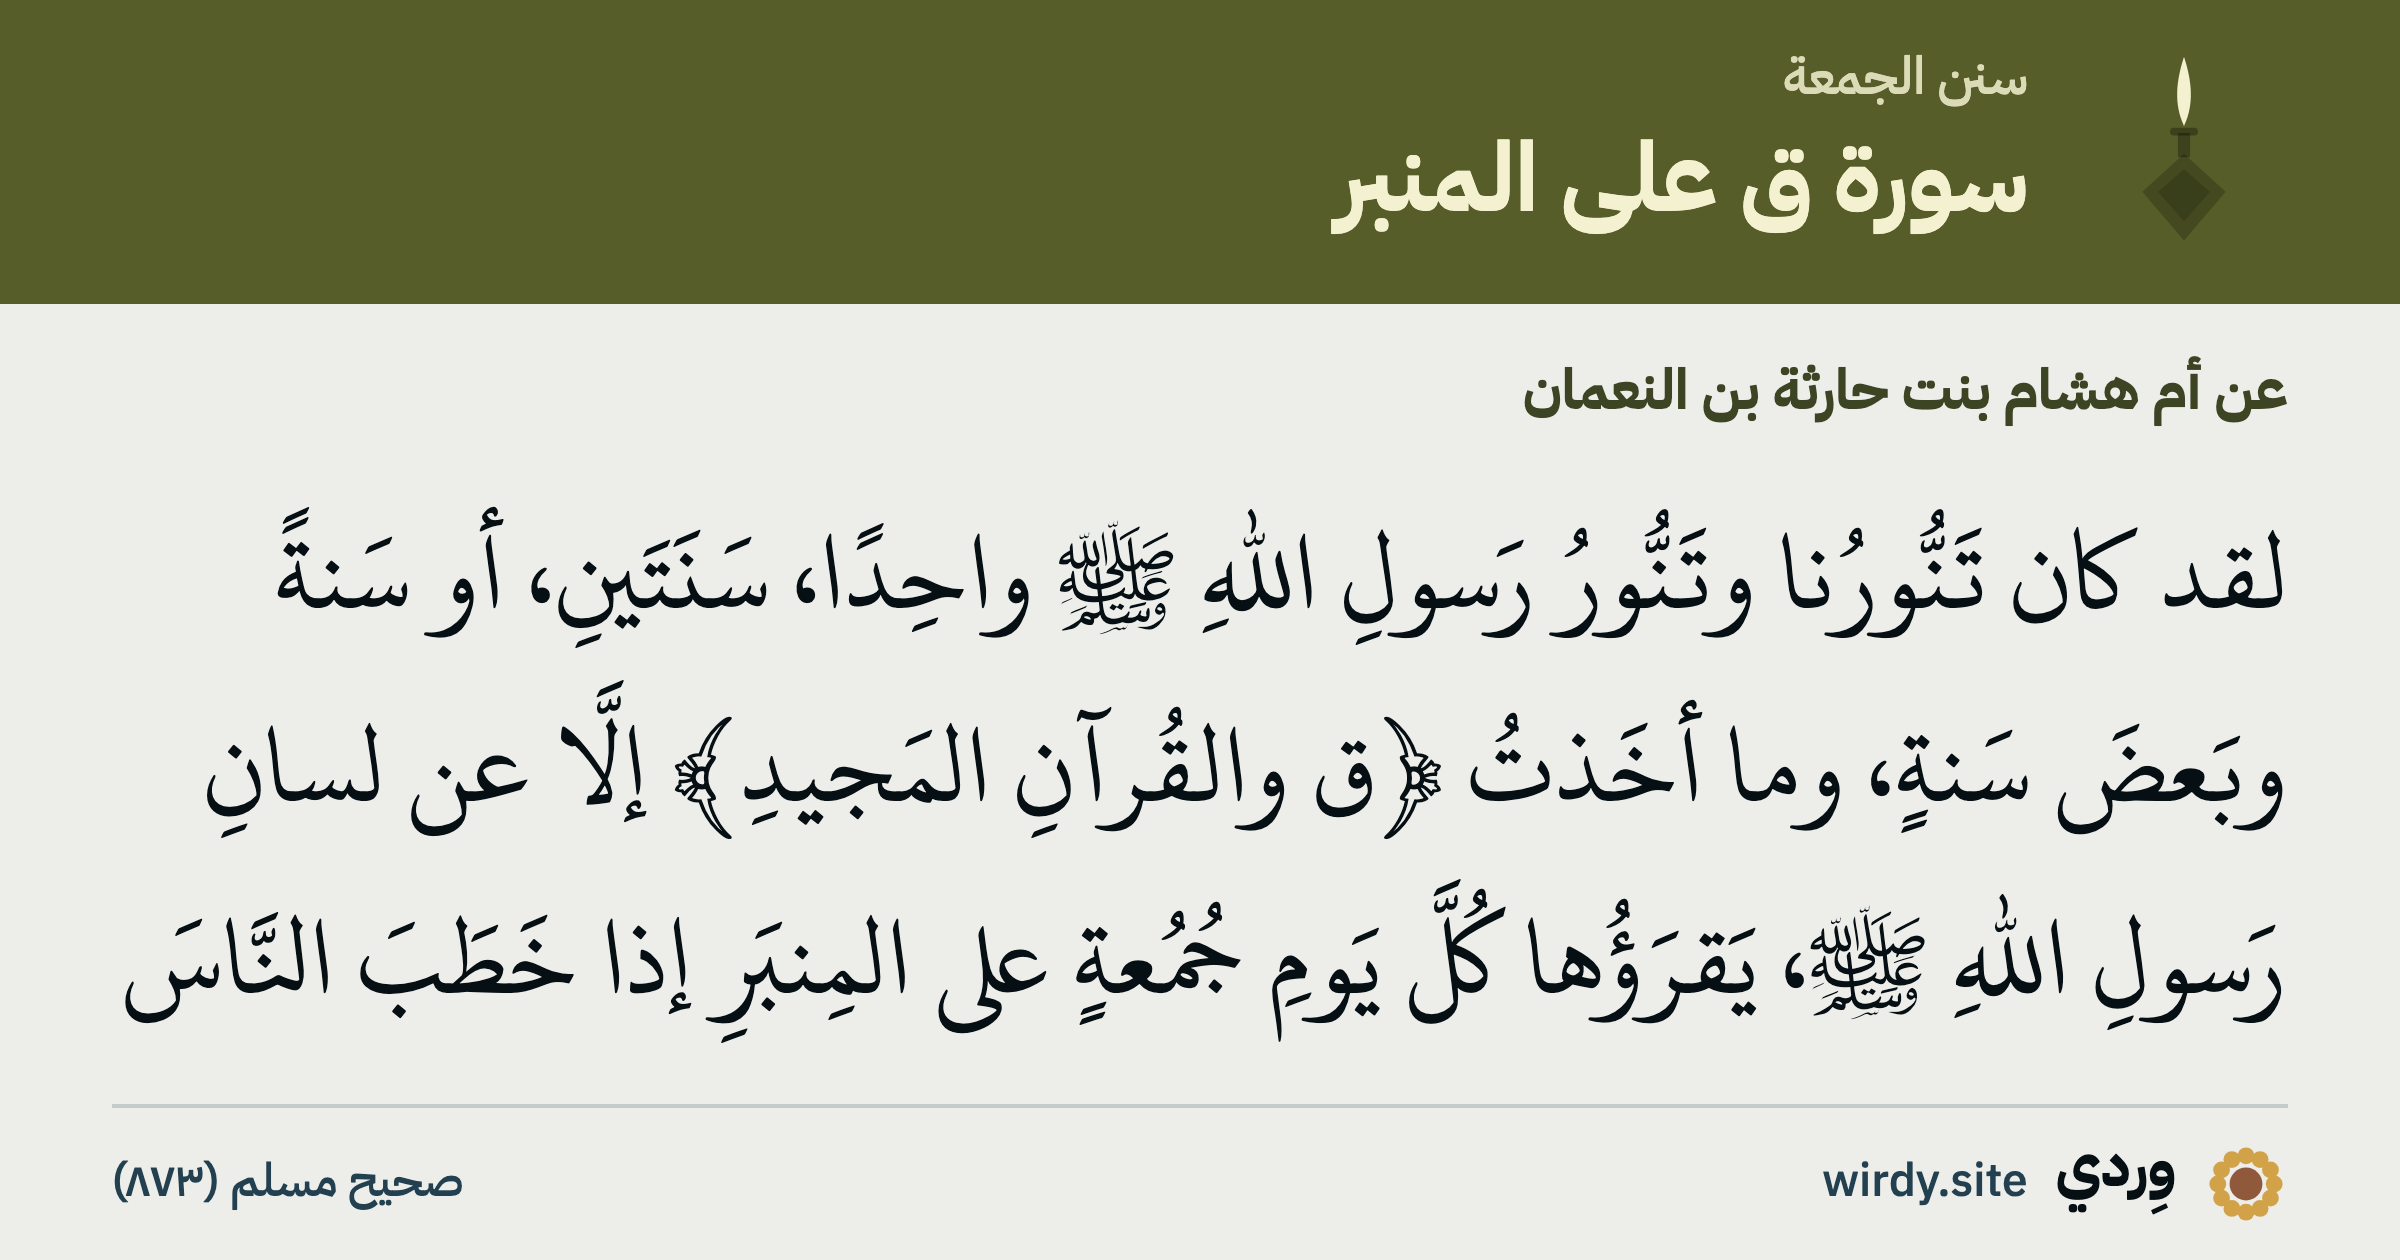 سنن الجمعة
سورة ق على المنبر
عن أم هشام بنت حارثة بن النعمان
لقد كان تَنُّورُنا وتَنُّورُ رَسولِ اللهِ ﷺ واحِدًا، سَنَتَينِ، أو سَنةً
وبَعضَ سَنةٍ، وما أخَذتُ ﴿ق والقُرآنِ المَجيدِ﴾ إلَّا عن لسانِ
رَسولِ اللهِ ﷺ، يَقرَؤُها كُلَّ يَومِ جُمُعةٍ على المِنبَرِ إذا خَطَبَ النَّاسَ
وِردي wirdy.site
صحيح مسلم (٨٧٣)